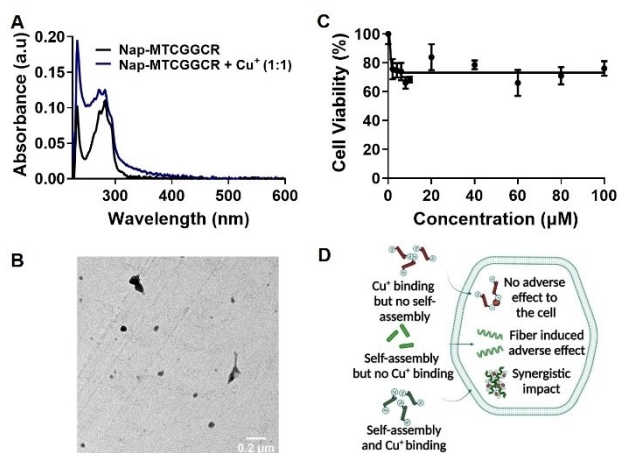 A
Nap-MTCGGCR
Nap-MTCGGCR + Cu⁺ (1:1)
Absorbance (a.u)
0.20
0.15
0.10
0.05
0.00
300
400
500
600
Wavelength (nm)
B
0.2 µm
C
Cell Viability (%)
100
80
60
40
20
0
0
20
40
60
80
100
Concentration (µM)
D
Cu⁺ binding
but no self-
assembly
No adverse
effect to
the cell
Self-assembly
but no Cu⁺ binding
Fiber induced
adverse effect
Self-assembly
and Cu⁺ binding
Synergistic
impact